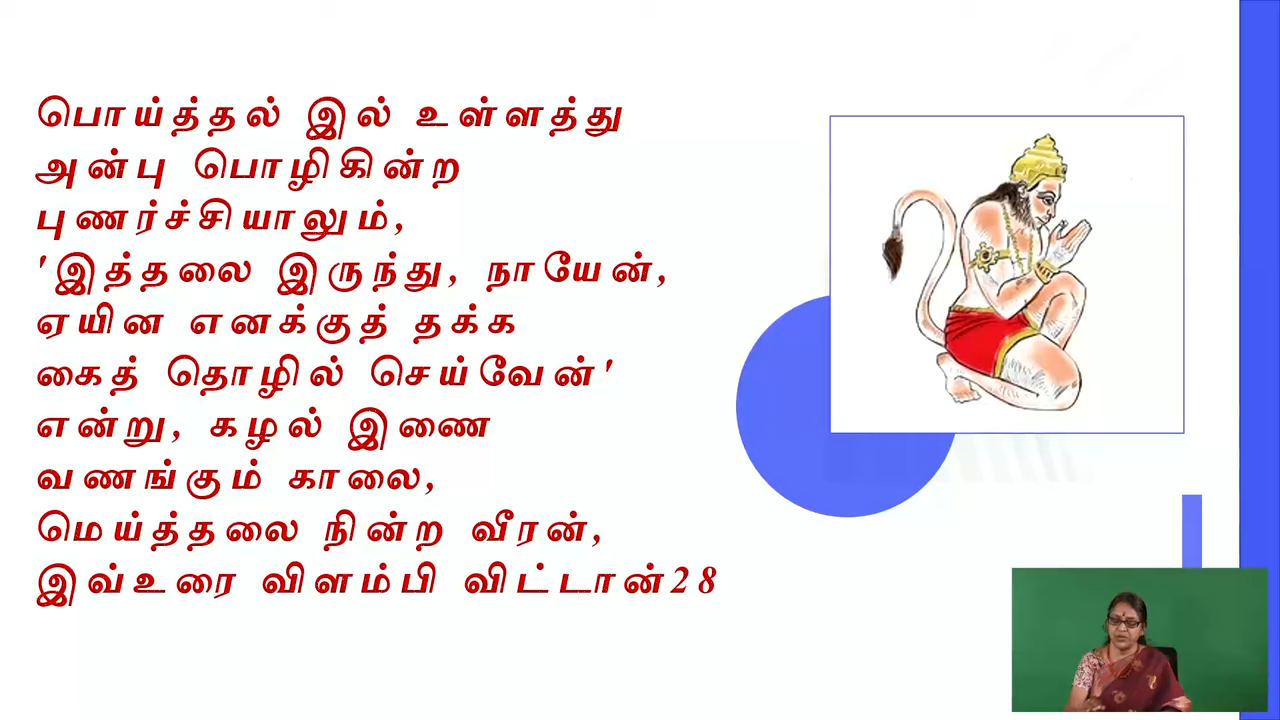 பொய்த்தல் இல் உள்ளத்து
அன்பு பொழிகின்ற
புணர்ச்சியாலும்,
'இத்தலை இருந்து, நாயேன்,
ஏயின எனக்குத் தக்க
கைத் தொழில் செய்வேன்'
என்று, கழல் இணை
வணங்கும் காலை,
மெய்த்தலை நின்ற வீரன்,
இவ்உரை விளம்பி விட்டான்28